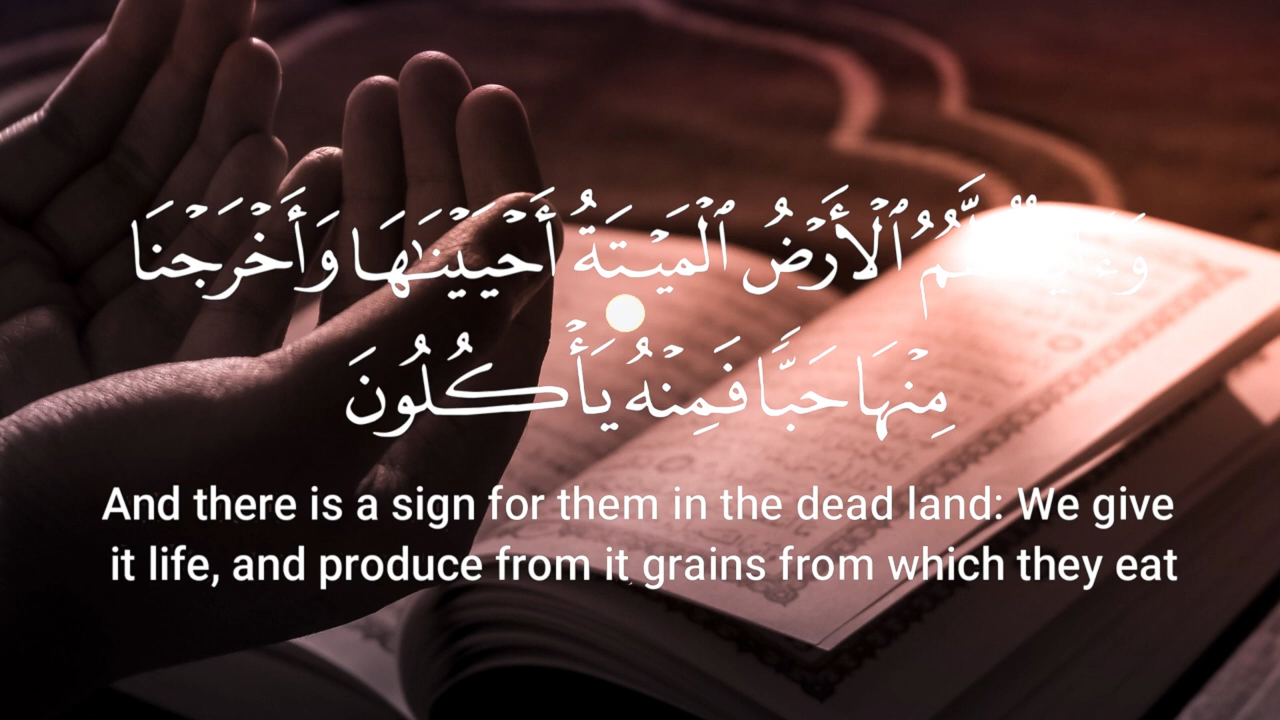 وَءَايَةٌ لَّهُمُ ٱلْأَرْضُ ٱلْمَيْتَةُ أَحْيَيْنَـٰهَا وَأَخْرَجْنَا
مِنْهَا حَبًّا فَمِنْهُ يَأْكُلُونَ
And there is a sign for them in the dead land: We give
it life, and produce from it grains from which they eat